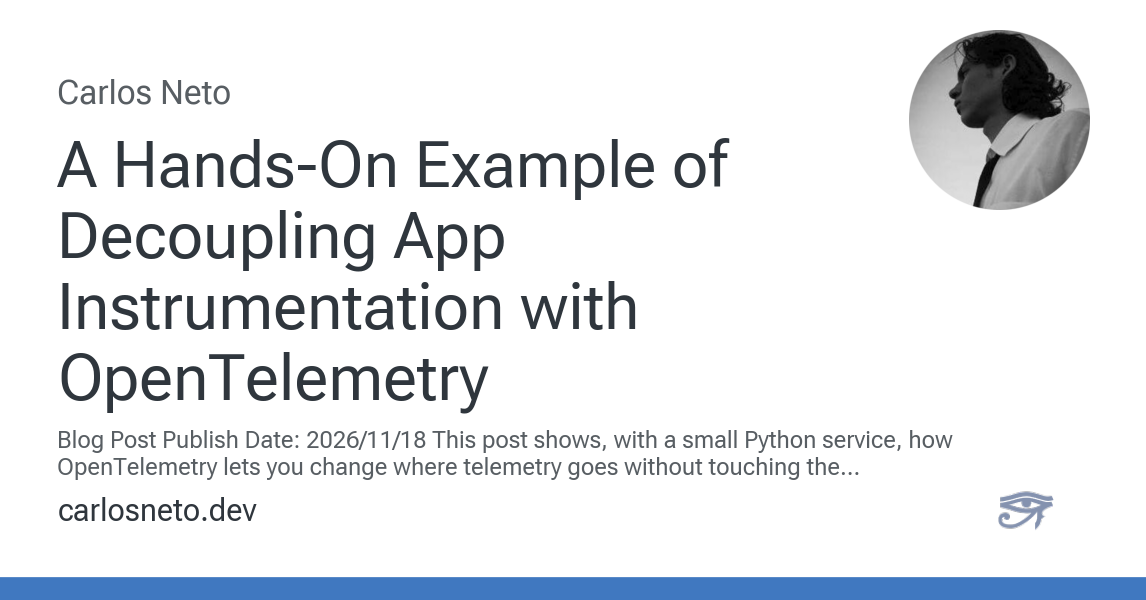 Carlos Neto
A Hands-On Example of
Decoupling App
Instrumentation with
OpenTelemetry
Blog Post Publish Date: 2026/11/18 This post shows, with a small Python service, how
OpenTelemetry lets you change where telemetry goes without touching the...
carlosneto.dev